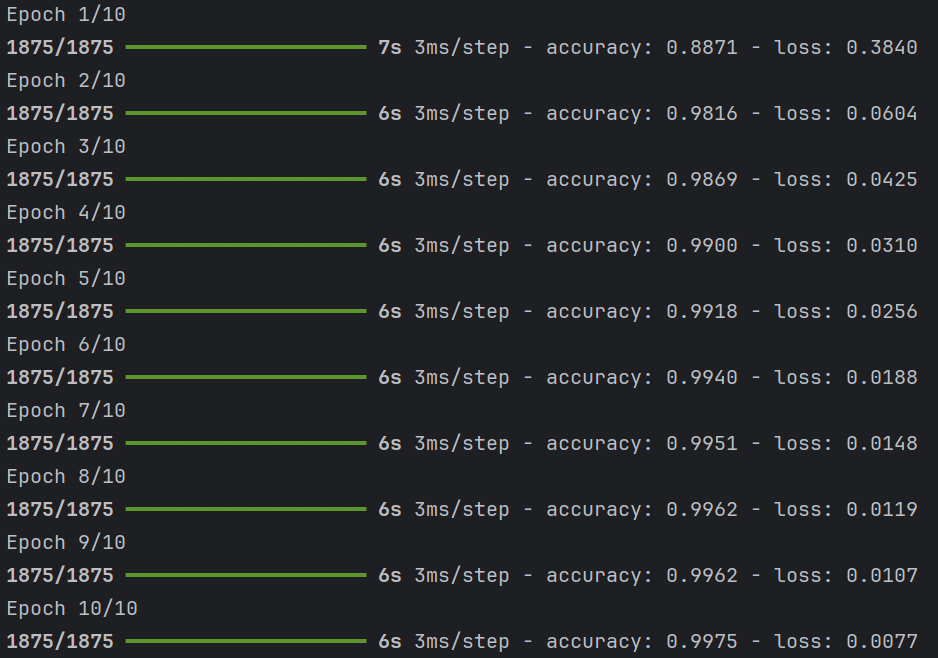 Epoch 1/10
1875/1875 ━━━━━━━━━━━━━━━━━━━━ 7s 3ms/step - accuracy: 0.8871 - loss: 0.3840
Epoch 2/10
1875/1875 ━━━━━━━━━━━━━━━━━━━━ 6s 3ms/step - accuracy: 0.9816 - loss: 0.0604
Epoch 3/10
1875/1875 ━━━━━━━━━━━━━━━━━━━━ 6s 3ms/step - accuracy: 0.9869 - loss: 0.0425
Epoch 4/10
1875/1875 ━━━━━━━━━━━━━━━━━━━━ 6s 3ms/step - accuracy: 0.9900 - loss: 0.0310
Epoch 5/10
1875/1875 ━━━━━━━━━━━━━━━━━━━━ 6s 3ms/step - accuracy: 0.9918 - loss: 0.0256
Epoch 6/10
1875/1875 ━━━━━━━━━━━━━━━━━━━━ 6s 3ms/step - accuracy: 0.9940 - loss: 0.0188
Epoch 7/10
1875/1875 ━━━━━━━━━━━━━━━━━━━━ 6s 3ms/step - accuracy: 0.9951 - loss: 0.0148
Epoch 8/10
1875/1875 ━━━━━━━━━━━━━━━━━━━━ 6s 3ms/step - accuracy: 0.9962 - loss: 0.0119
Epoch 9/10
1875/1875 ━━━━━━━━━━━━━━━━━━━━ 6s 3ms/step - accuracy: 0.9962 - loss: 0.0107
Epoch 10/10
1875/1875 ━━━━━━━━━━━━━━━━━━━━ 6s 3ms/step - accuracy: 0.9975 - loss: 0.0077